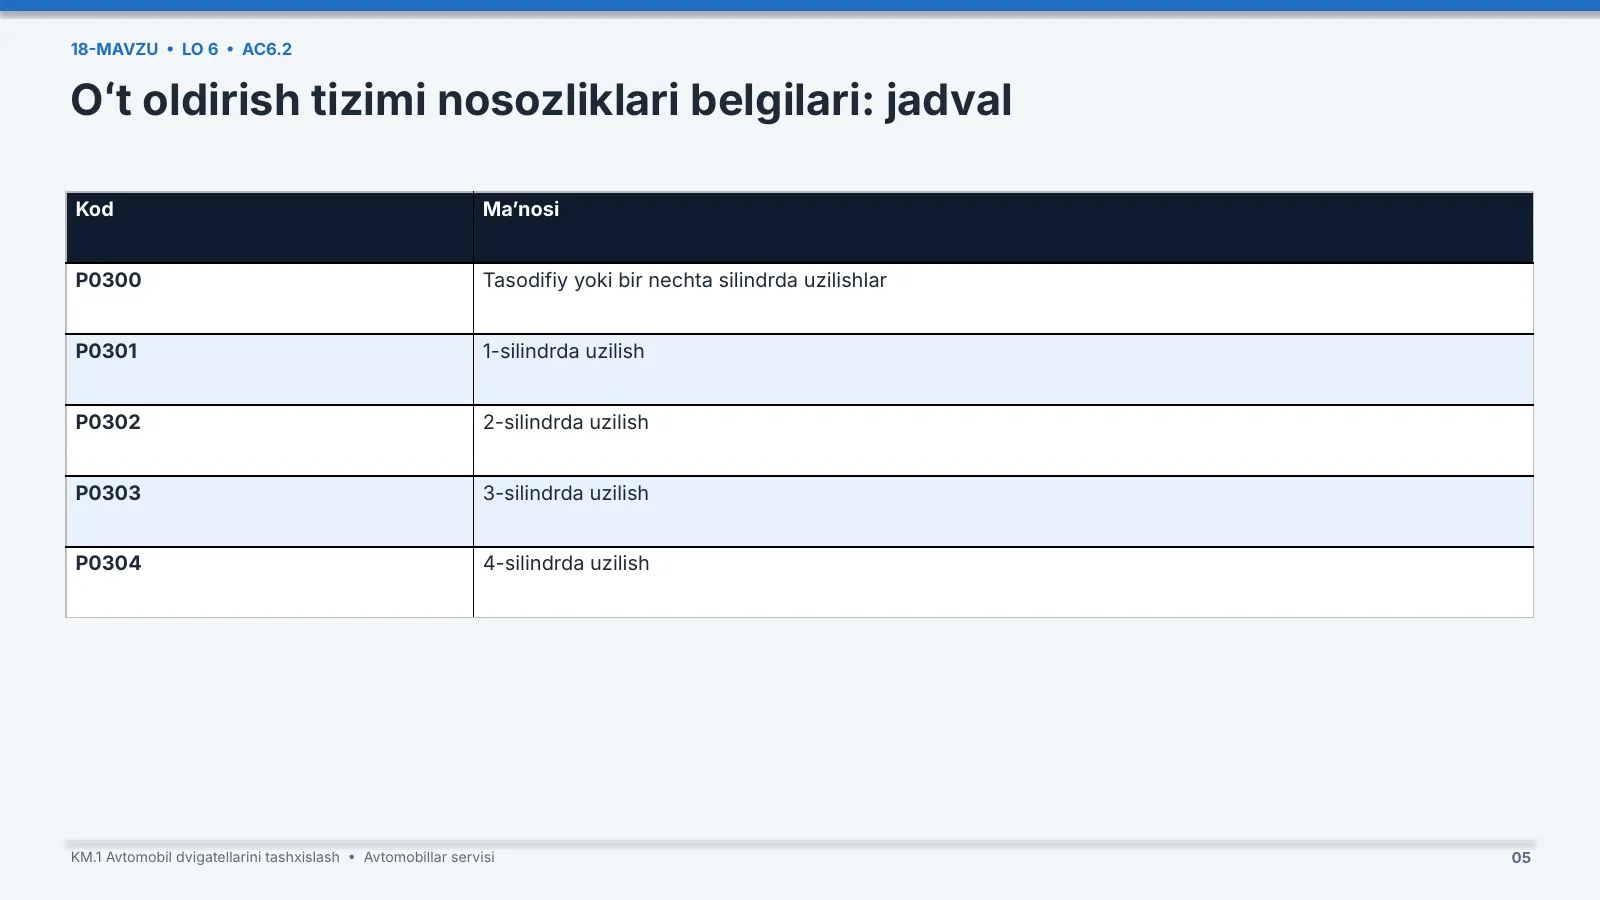 18-MAVZU • LO 6 • AC6.2
Oʻt oldirish tizimi nosozliklari belgilari: jadval
Kod Maʼnosi
P0300 Tasodifiy yoki bir nechta silindrda uzilishlar
P0301 1-silindrda uzilish
P0302 2-silindrda uzilish
P0303 3-silindrda uzilish
P0304 4-silindrda uzilish
KM.1 Avtomobil dvigatellarini tashxislash • Avtomobillar servisi 05